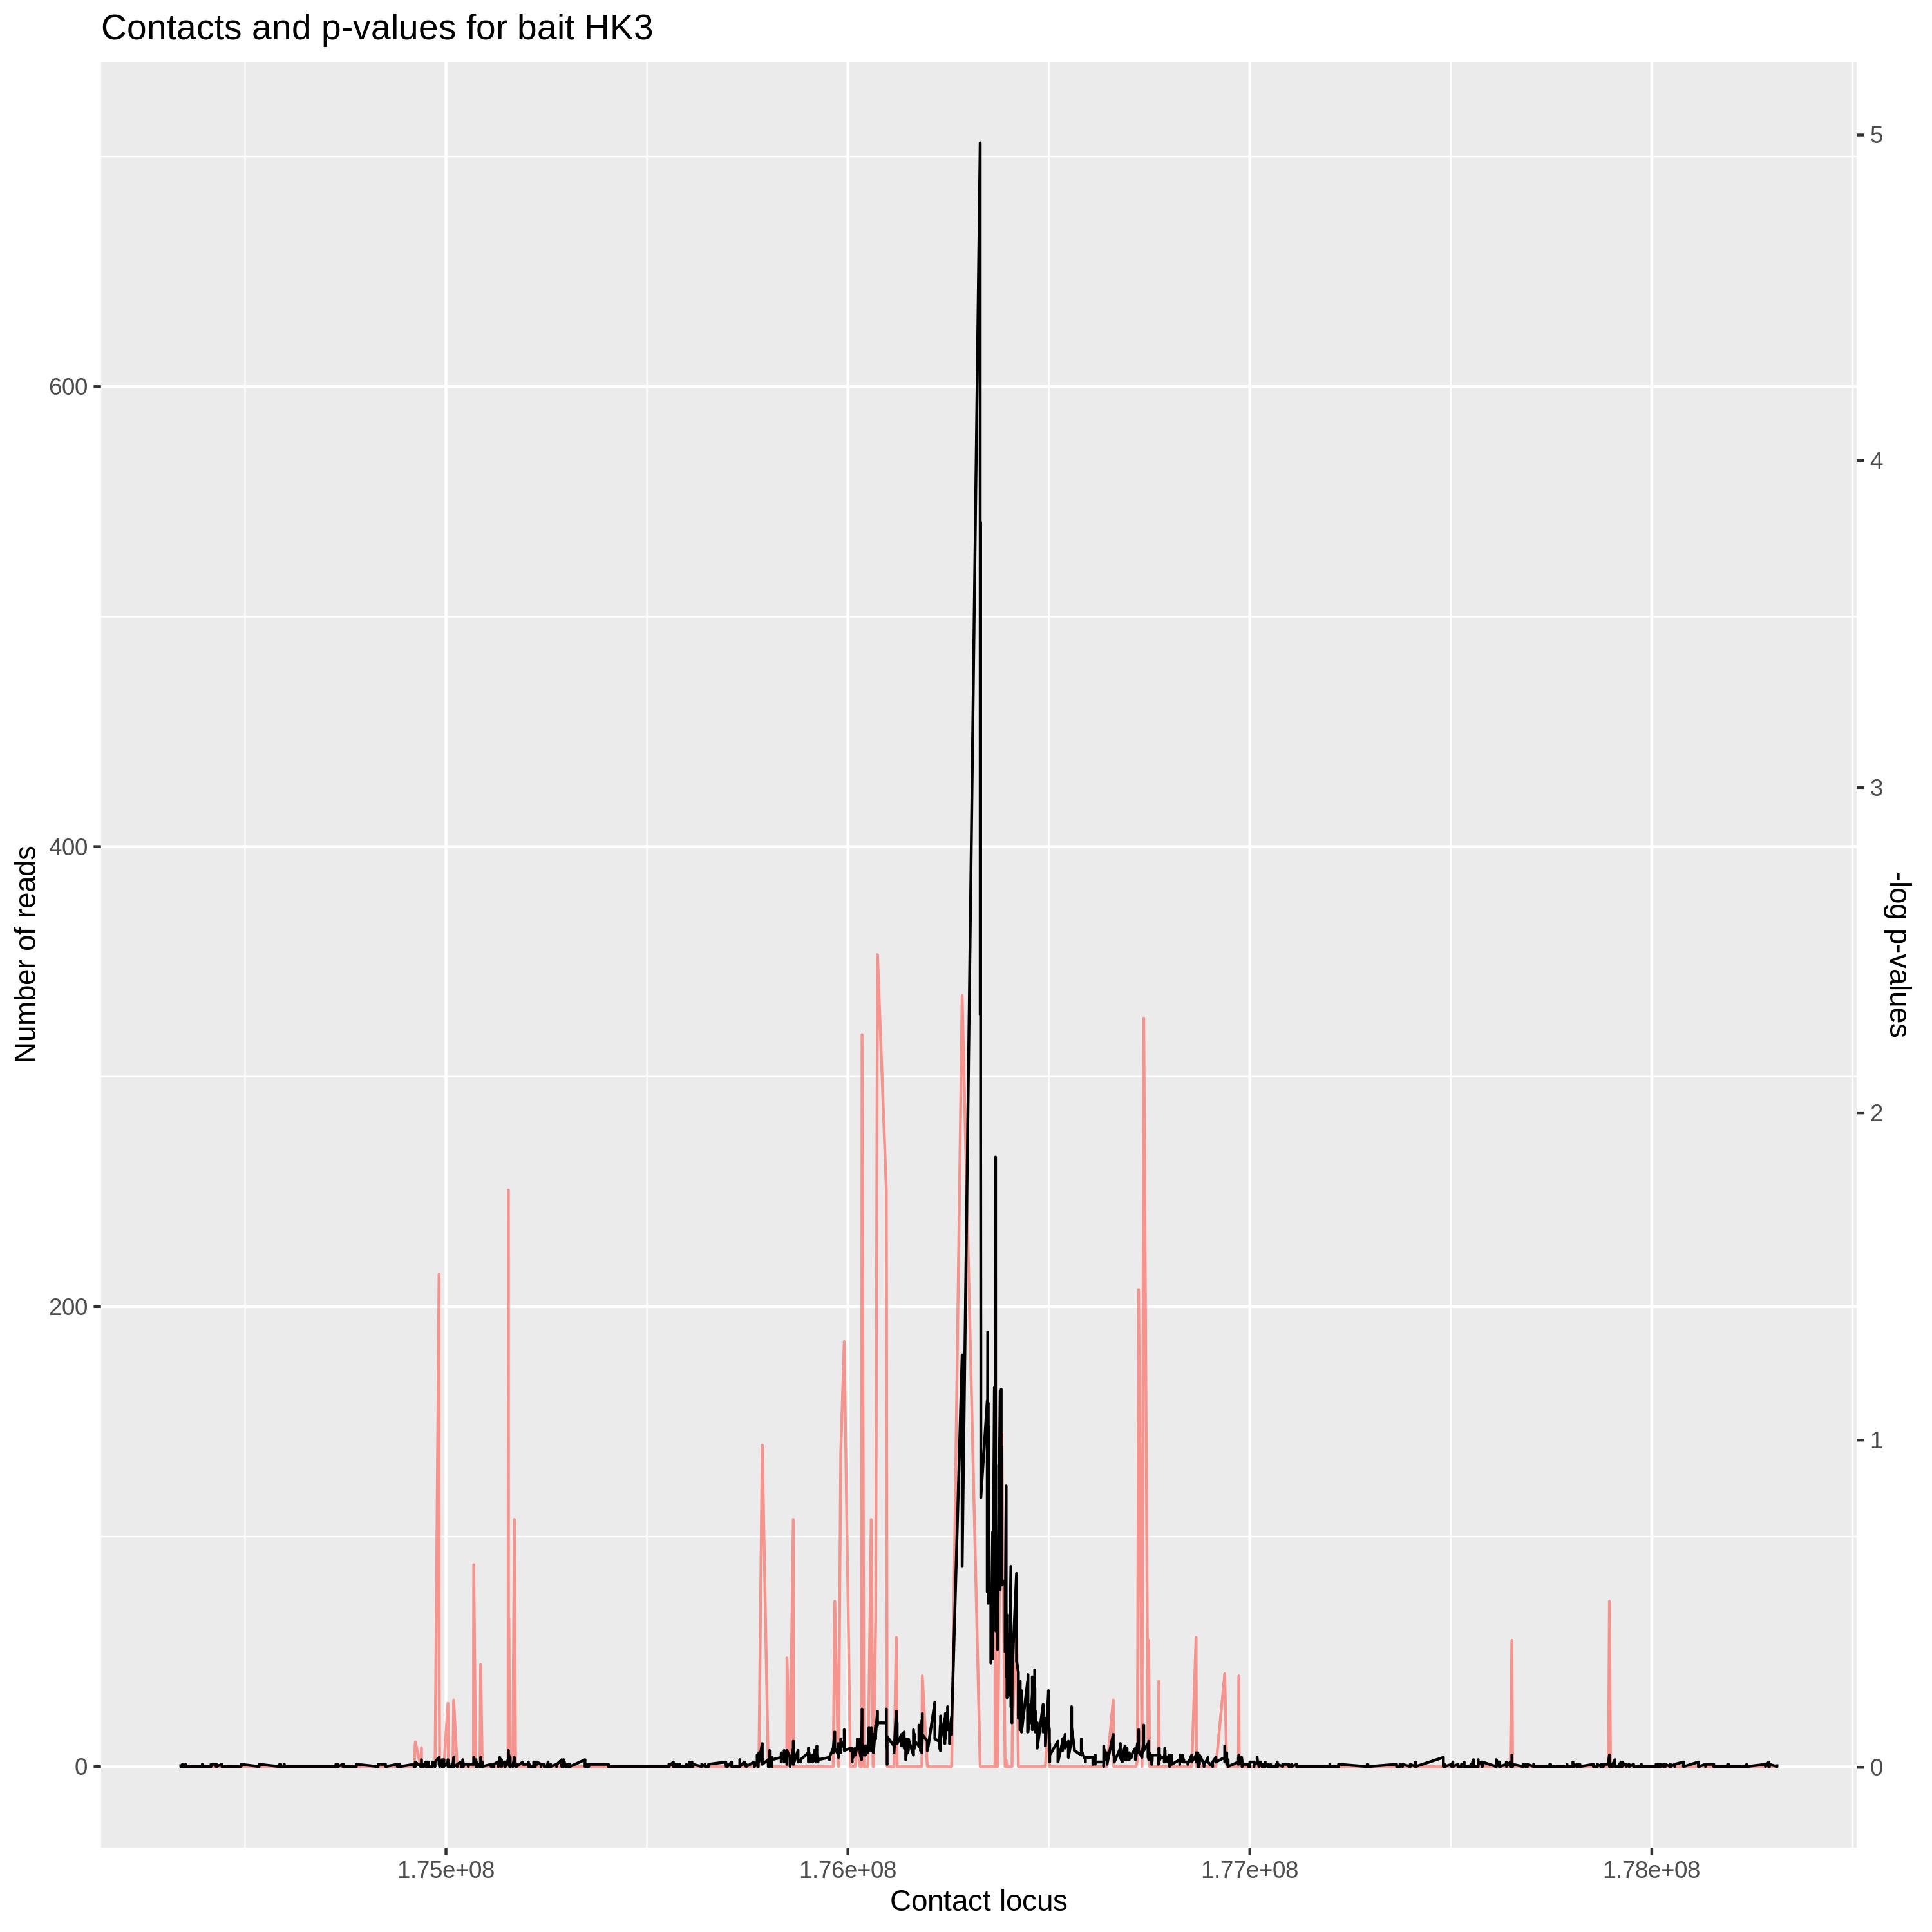 Contacts and p-values for bait HK3
Number of reads
600
400
200
0
5
4
3
2
1
0
-log p-values
1.75e+08 1.76e+08 1.77e+08 1.78e+08
Contact locus